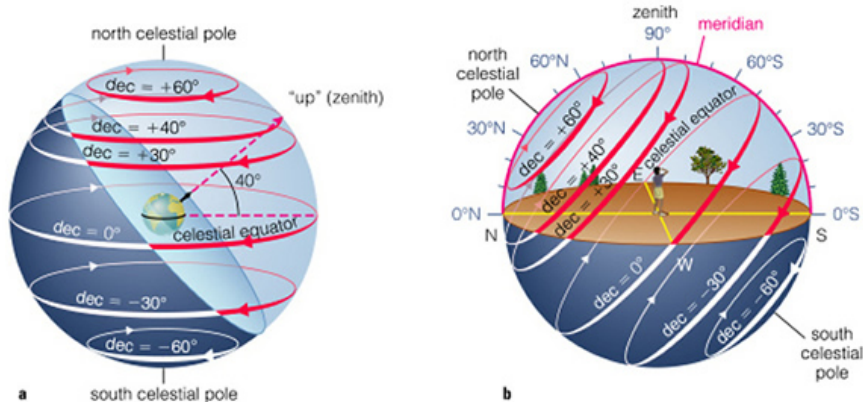 north celestial pole
dec = +60°
"up" (zenith)
dec = +40°
dec = +30°
40°
celestial equator
dec = 0°
dec = −30°
dec = −60°
a
south celestial pole
zenith
90°
meridian
60°N
60°S
north
celestial
pole
30°N
30°S
dec = +60°
dec = +40°
dec = +30°
celestial equator
E
0°N
0°S
N
S
W
dec = 0°
dec = −30°
dec = −60°
south
celestial
pole
b